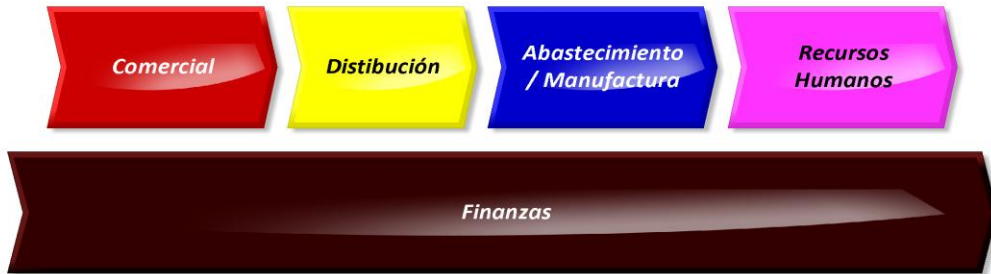 Comercial
Distibución
Abastecimiento
/ Manufactura
Recursos
Humanos
Finanzas